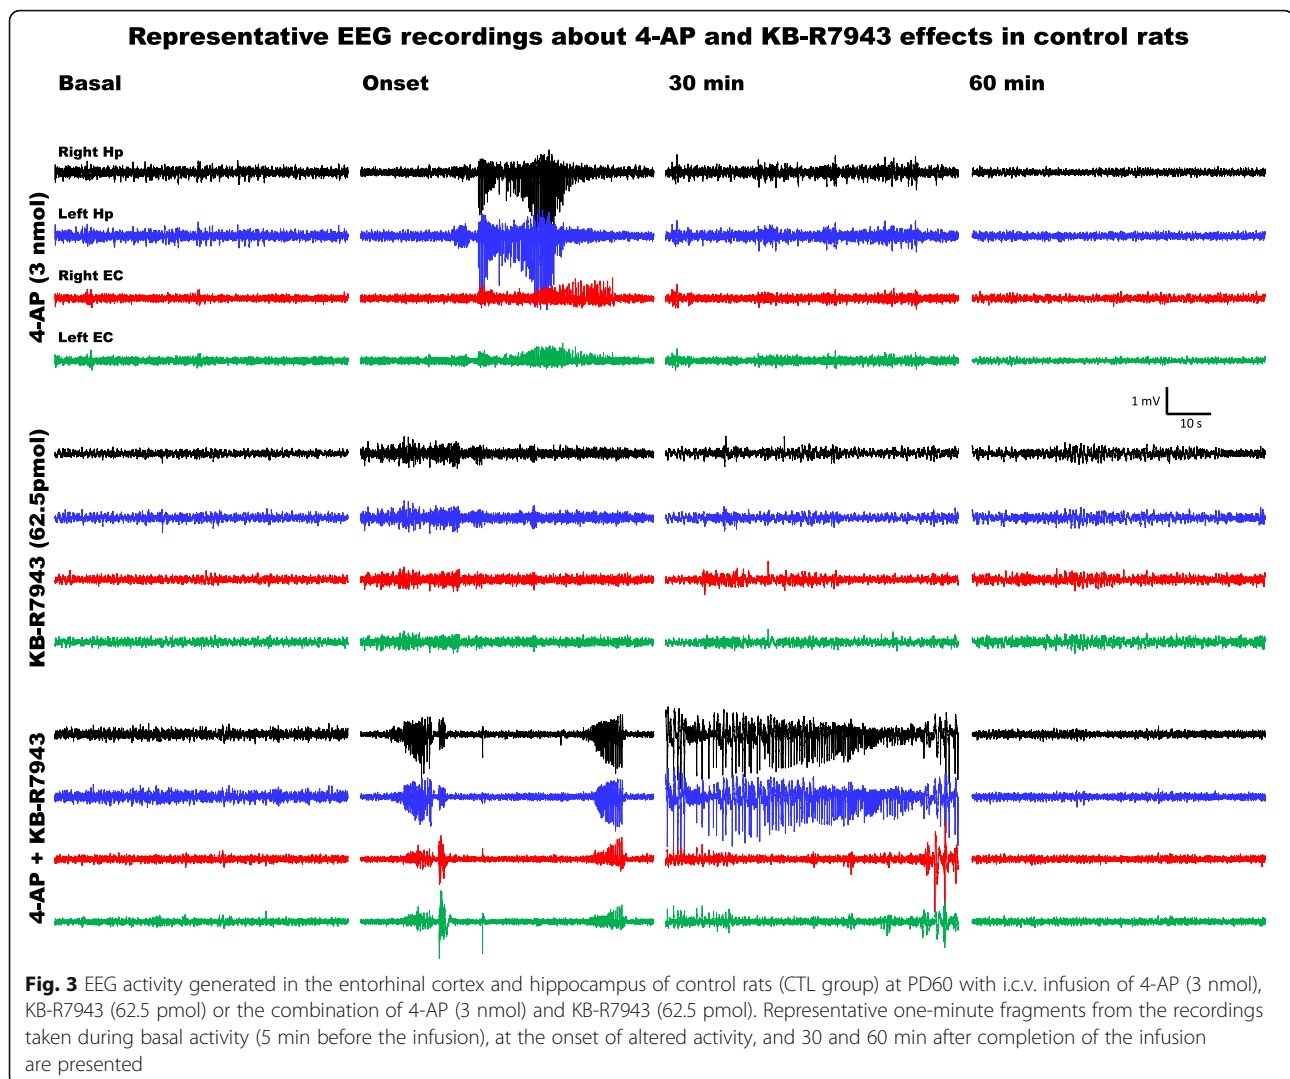 Representative EEG recordings about 4-AP and KB-R7943 effects in control rats
Basal
Onset
30 min
60 min
4-AP (3 nmol)
Right Hp
Left Hp
Right EC
Left EC
1 mV
10 s
KB-R7943 (62.5pmol)
4-AP + KB-R7943
Fig. 3 EEG activity generated in the entorhinal cortex and hippocampus of control rats (CTL group) at PD60 with i.c.v. infusion of 4-AP (3 nmol),
KB-R7943 (62.5 pmol) or the combination of 4-AP (3 nmol) and KB-R7943 (62.5 pmol). Representative one-minute fragments from the recordings
taken during basal activity (5 min before the infusion), at the onset of altered activity, and 30 and 60 min after completion of the infusion
are presented